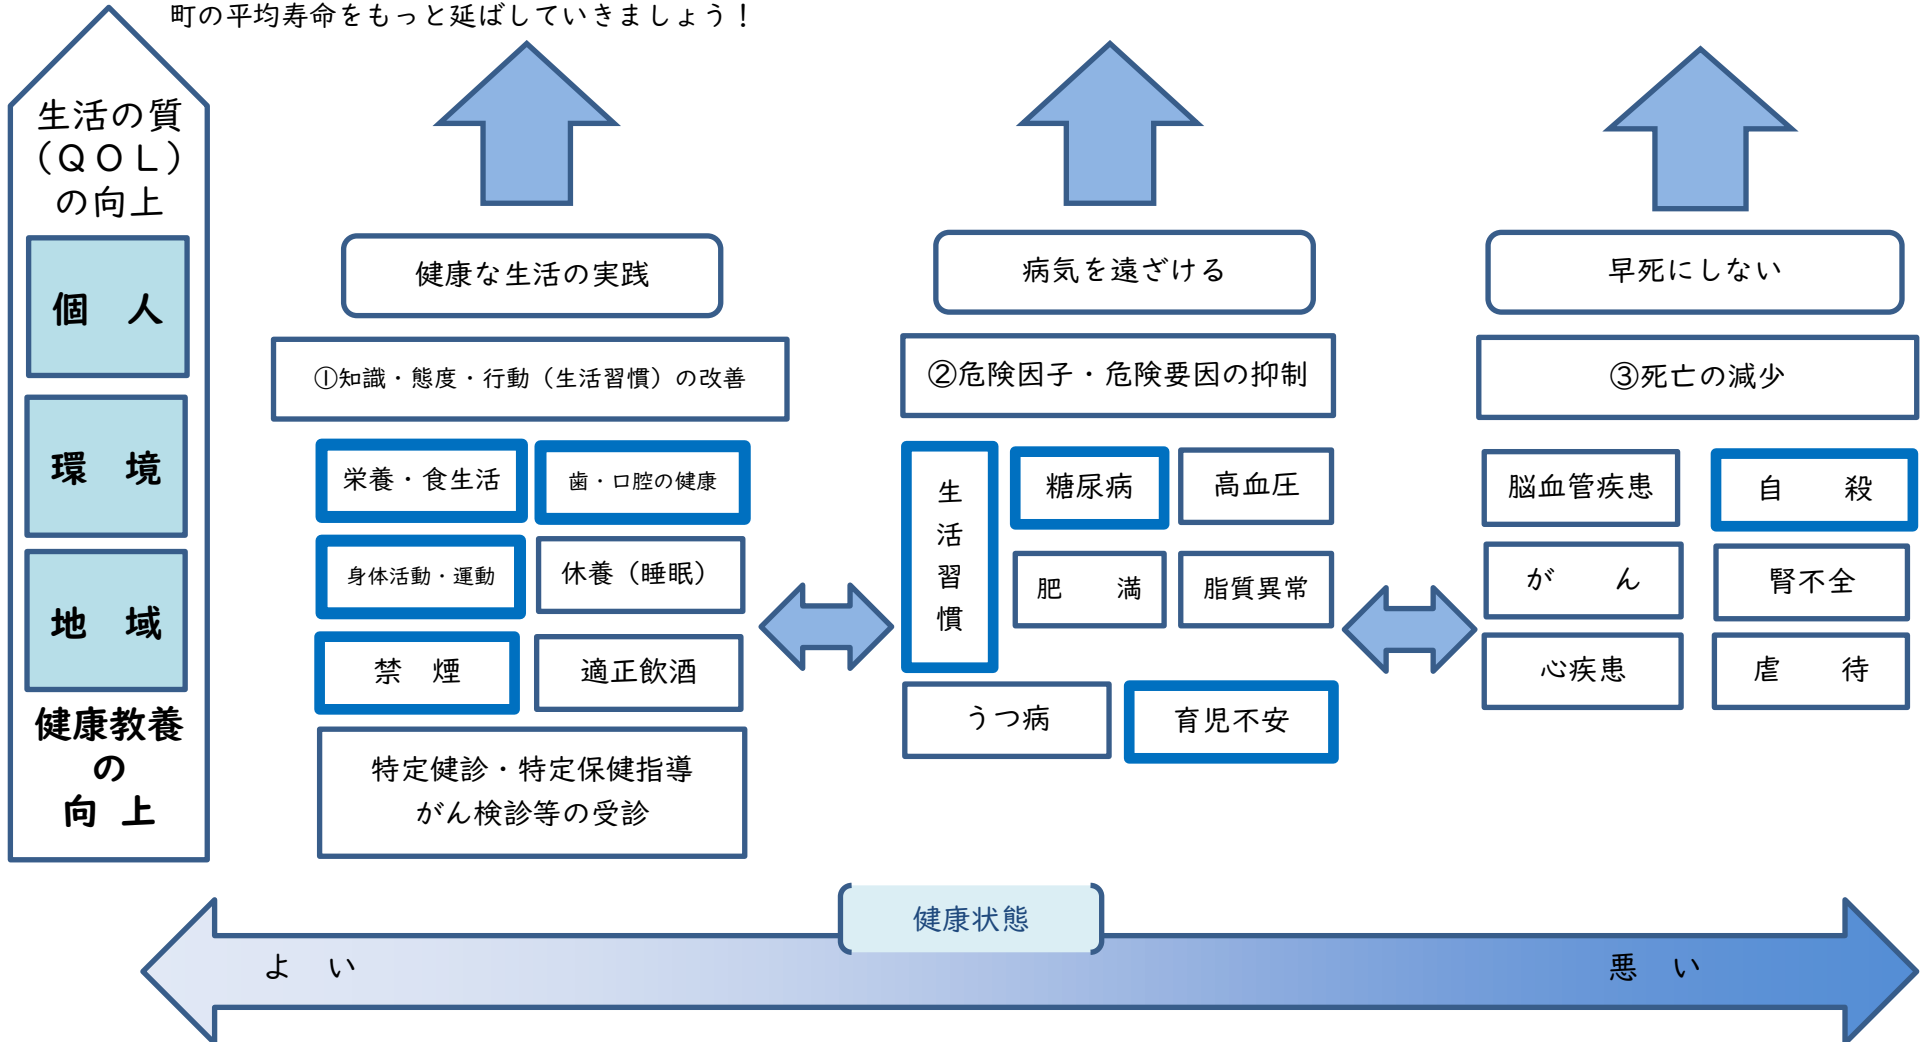 町の平均寿命をもっと延ばしていきましょう！
生活の質
（ＱＯＬ）
の向上
個　人
環　境
地　域
健康教養
の
向 上
健康な生活の実践
①知識・態度・行動（生活習慣）の改善
栄養・食生活
歯・口腔の健康
身体活動・運動
休養（睡眠）
禁　煙
適正飲酒
特定健診・特定保健指導
がん検診等の受診
病気を遠ざける
②危険因子・危険要因の抑制
生活習慣
糖尿病
高血圧
肥　満
脂質異常
うつ病
育児不安
早死にしない
③死亡の減少
脳血管疾患
自　殺
が　ん
腎不全
心疾患
虐　待
健康状態
よ　い
悪　い